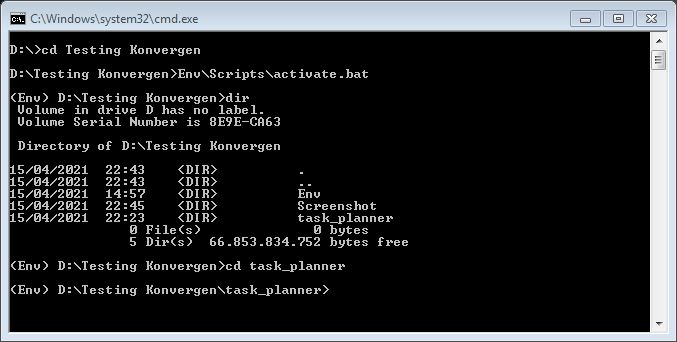 C:\Windows\system32\cmd.exe
D:\>cd Testing Konvergen
D:\Testing Konvergen>Env\Scripts\activate.bat
(Env) D:\Testing Konvergen>dir
 Volume in drive D has no label.
 Volume Serial Number is 8E9E-CA63
 Directory of D:\Testing Konvergen
15/04/2021  22:43    <DIR>          .
15/04/2021  22:43    <DIR>          ..
15/04/2021  14:57    <DIR>          Env
15/04/2021  22:45    <DIR>          Screenshot
15/04/2021  22:23    <DIR>          task_planner
               0 File(s)              0 bytes
               5 Dir(s)  66.853.834.752 bytes free
(Env) D:\Testing Konvergen>cd task_planner
(Env) D:\Testing Konvergen\task_planner>